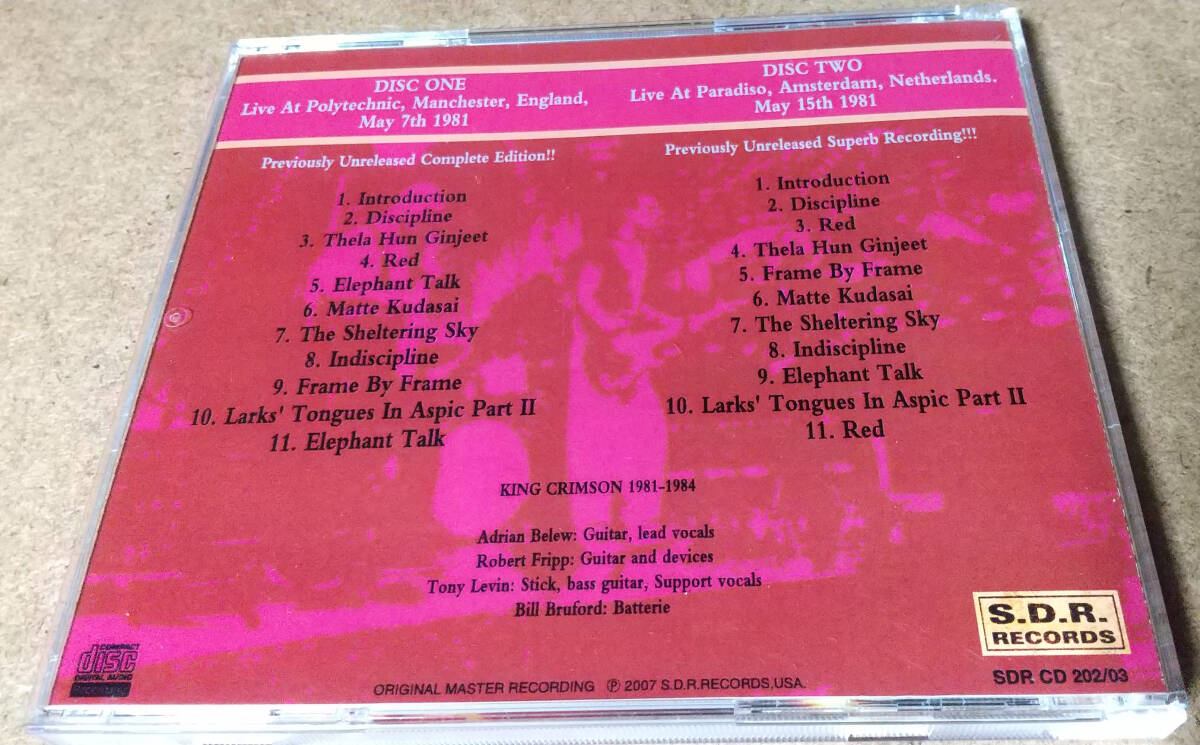 DISC ONE
Live At Polytechnic, Manchester, England,
May 7th 1981
Previously Unreleased Complete Edition!!
1. Introduction
2. Discipline
3. Thela Hun Ginjeet
4. Red
5. Elephant Talk
6. Matte Kudasai
7. The Sheltering Sky
8. Indiscipline
9. Frame By Frame
10. Larks' Tongues In Aspic Part II
11. Elephant Talk
DISC TWO
Live At Paradiso, Amsterdam, Netherlands.
May 15th 1981
Previously Unreleased Superb Recording!!!
1. Introduction
2. Discipline
3. Red
4. Thela Hun Ginjeet
5. Frame By Frame
6. Matte Kudasai
7. The Sheltering Sky
8. Indiscipline
9. Elephant Talk
10. Larks' Tongues In Aspic Part II
11. Red
KING CRIMSON 1981-1984
Adrian Belew: Guitar, lead vocals
Robert Fripp: Guitar and devices
Tony Levin: Stick, bass guitar, Support vocals
Bill Bruford: Batterie
COMPACT
disc
DIGITAL AUDIO
S.D.R.
RECORDS
SDR CD 202/03
ORIGINAL MASTER RECORDING ℗ 2007 S.D.R.RECORDS,USA.